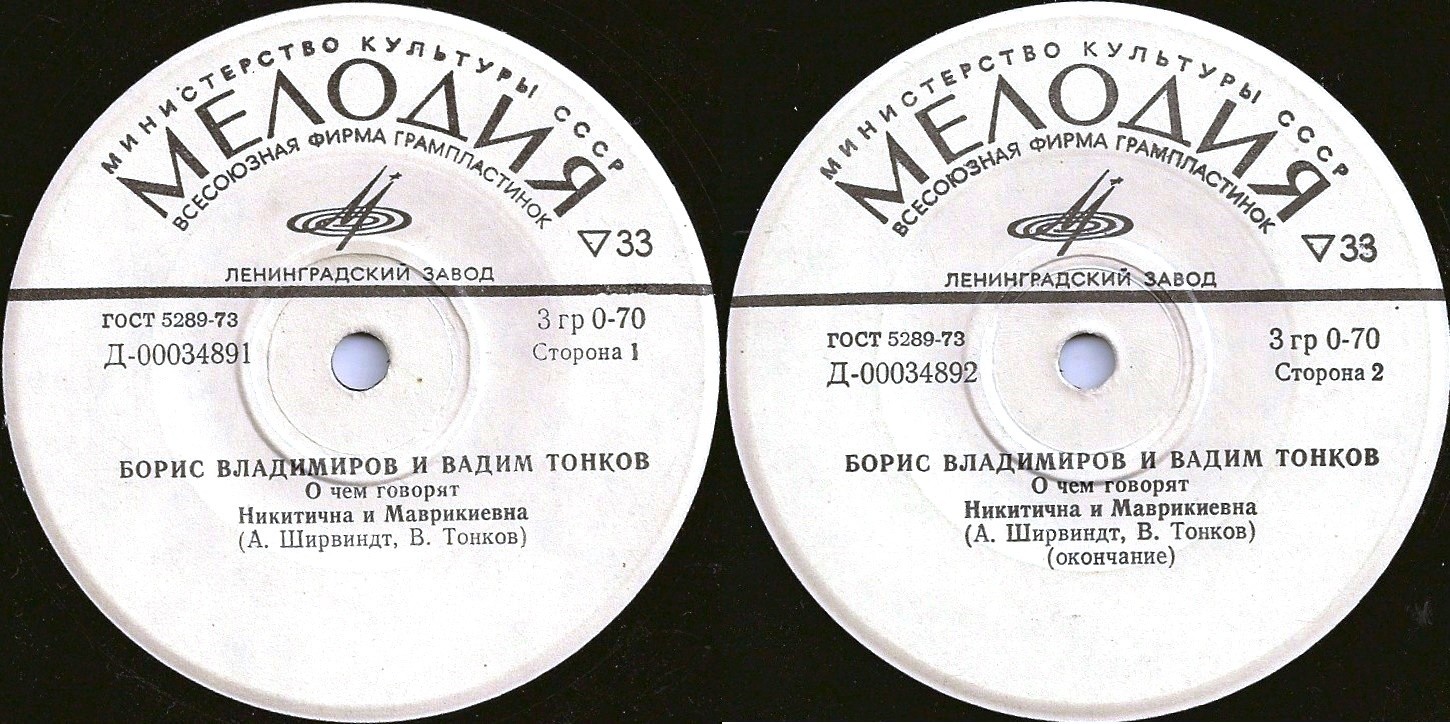 МИНИСТЕРСТВО КУЛЬТУРЫ СССР
МЕЛОДИЯ
ВСЕСОЮЗНАЯ ФИРМА ГРАМПЛАСТИНОК
33
ЛЕНИНГРАДСКИЙ ЗАВОД
ГОСТ 5289-73
3 гр 0-70
Д-00034891
Сторона 1
БОРИС ВЛАДИМИРОВ И ВАДИМ ТОНКОВ
О чем говорят
Никитична и Маврикиевна
(А. Ширвиндт, В. Тонков)
МИНИСТЕРСТВО КУЛЬТУРЫ СССР
МЕЛОДИЯ
ВСЕСОЮЗНАЯ ФИРМА ГРАМПЛАСТИНОК
33
ЛЕНИНГРАДСКИЙ ЗАВОД
ГОСТ 5289-73
3 гр 0-70
Д-00034892
Сторона 2
БОРИС ВЛАДИМИРОВ И ВАДИМ ТОНКОВ
О чем говорят
Никитична и Маврикиевна
(А. Ширвиндт, В. Тонков)
(окончание)